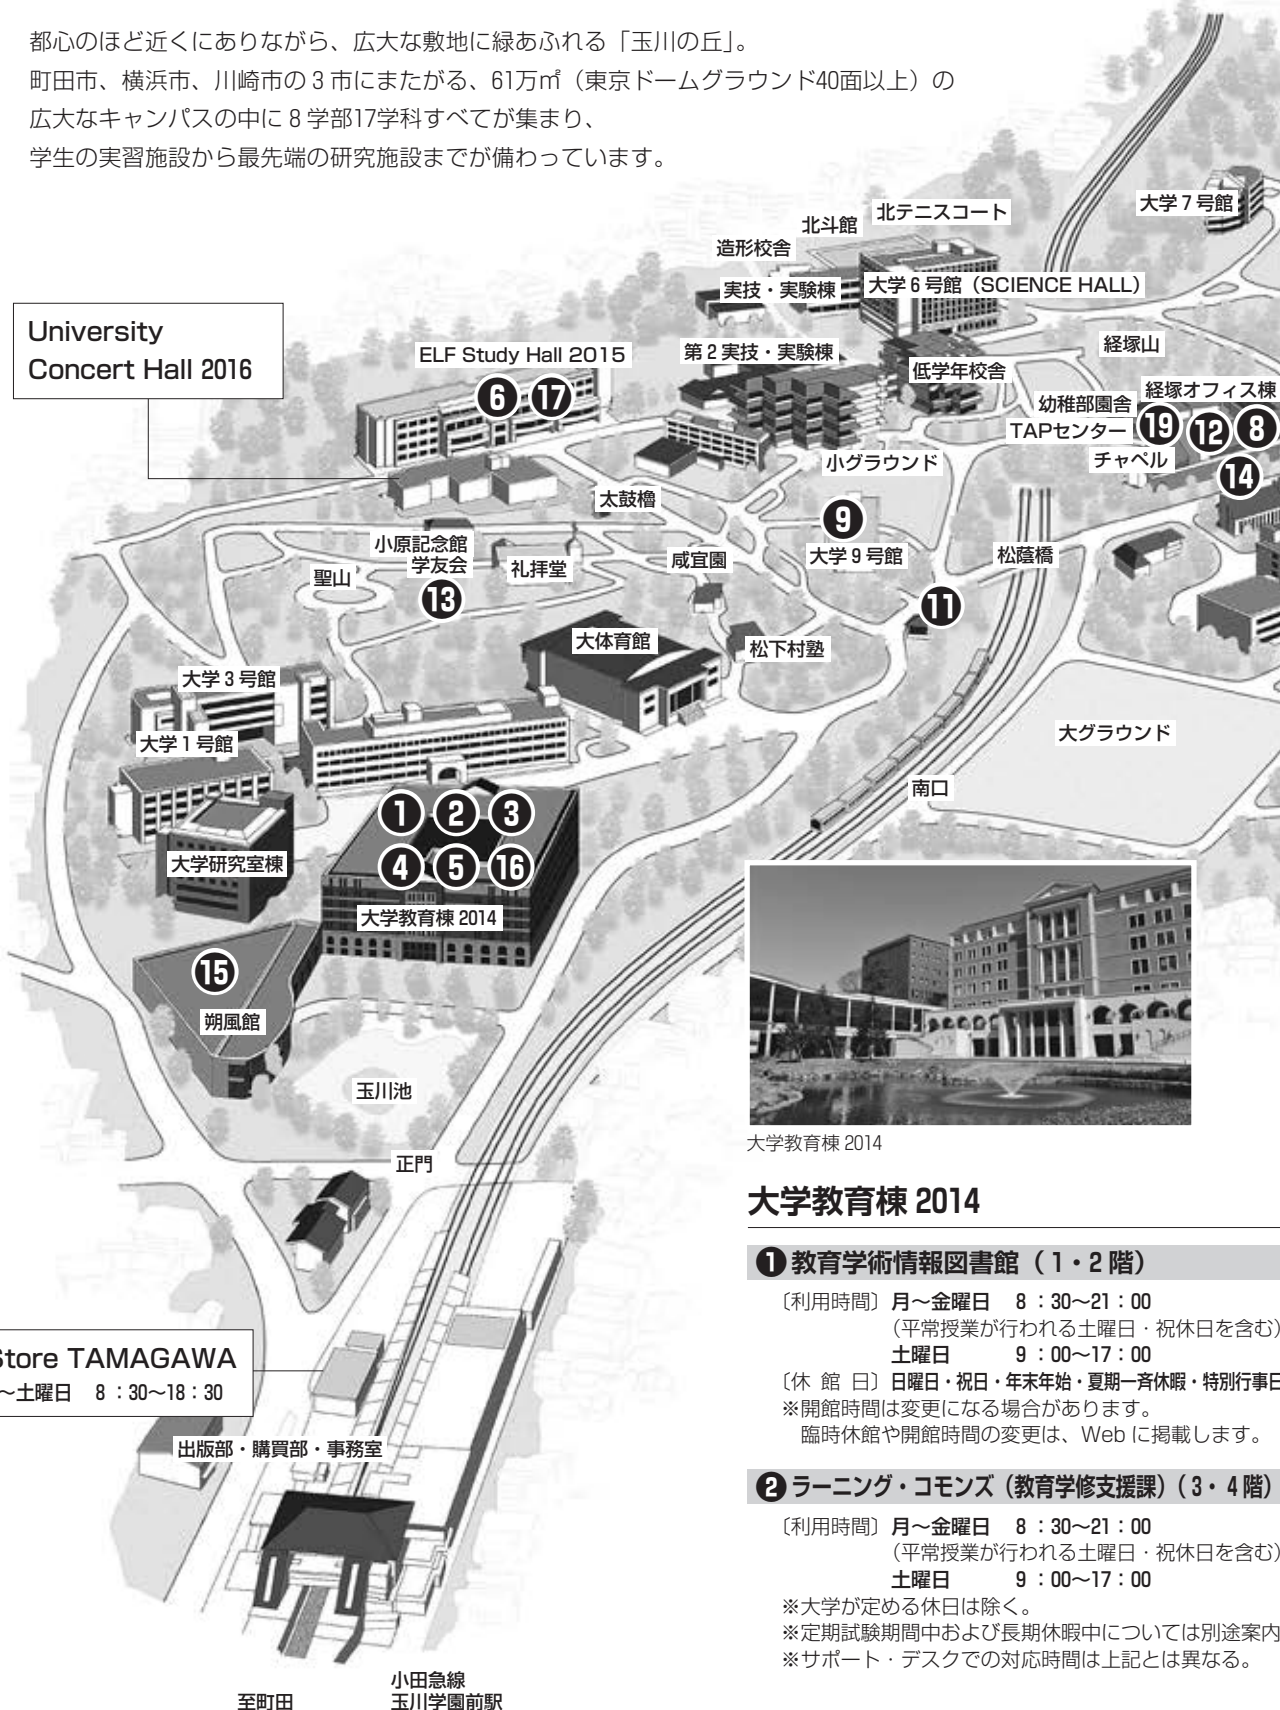 都心のほど近くにありながら、広大な敷地に緑あふれる「玉川の丘」。
町田市、横浜市、川崎市の3市にまたがる、61万㎡（東京ドームグラウンド40面以上）の
広大なキャンパスの中に8学部17学科すべてが集まり、
学生の実習施設から最先端の研究施設までが備わっています。
大学7号館
北テニスコート
北斗館
造形校舎
実技・実験棟
大学6号館（SCIENCE HALL）
University
Concert Hall 2016
ELF Study Hall 2015
第2実技・実験棟
経塚山
低学年校舎
❻ ⓱
経塚オフィス棟
幼稚部園舎
TAPセンター
⓳ ⓬ ❽
チャペル
⓮
小グラウンド
太鼓櫓
❾
大学9号館
小原記念館
学友会
礼拝堂
咸宜園
松蔭橋
聖山
⓭
⓫
大体育館
松下村塾
大学3号館
大学1号館
大グラウンド
南口
❶ ❷ ❸
❹ ❺ ⓰
大学研究室棟
大学教育棟 2014
⓯
朔風館
玉川池
正門
大学教育棟 2014
大学教育棟 2014
❶ 教育学術情報図書館（1・2階）
〔利用時間〕月～金曜日 8：30～21：00
（平常授業が行われる土曜日・祝休日を含む）
土曜日 9：00～17：00
〔休 館 日〕日曜日・祝日・年末年始・夏期一斉休暇・特別行事日
※開館時間は変更になる場合があります。
臨時休館や開館時間の変更は、Web に掲載します。
❷ ラーニング・コモンズ（教育学修支援課）（3・4階）
〔利用時間〕月～金曜日 8：30～21：00
（平常授業が行われる土曜日・祝休日を含む）
土曜日 9：00～17：00
※大学が定める休日は除く。
※定期試験期間中および長期休暇中については別途案内
※サポート・デスクでの対応時間は上記とは異なる。
Store TAMAGAWA
～土曜日 8：30～18：30
出版部・購買部・事務室
小田急線
至町田 玉川学園前駅